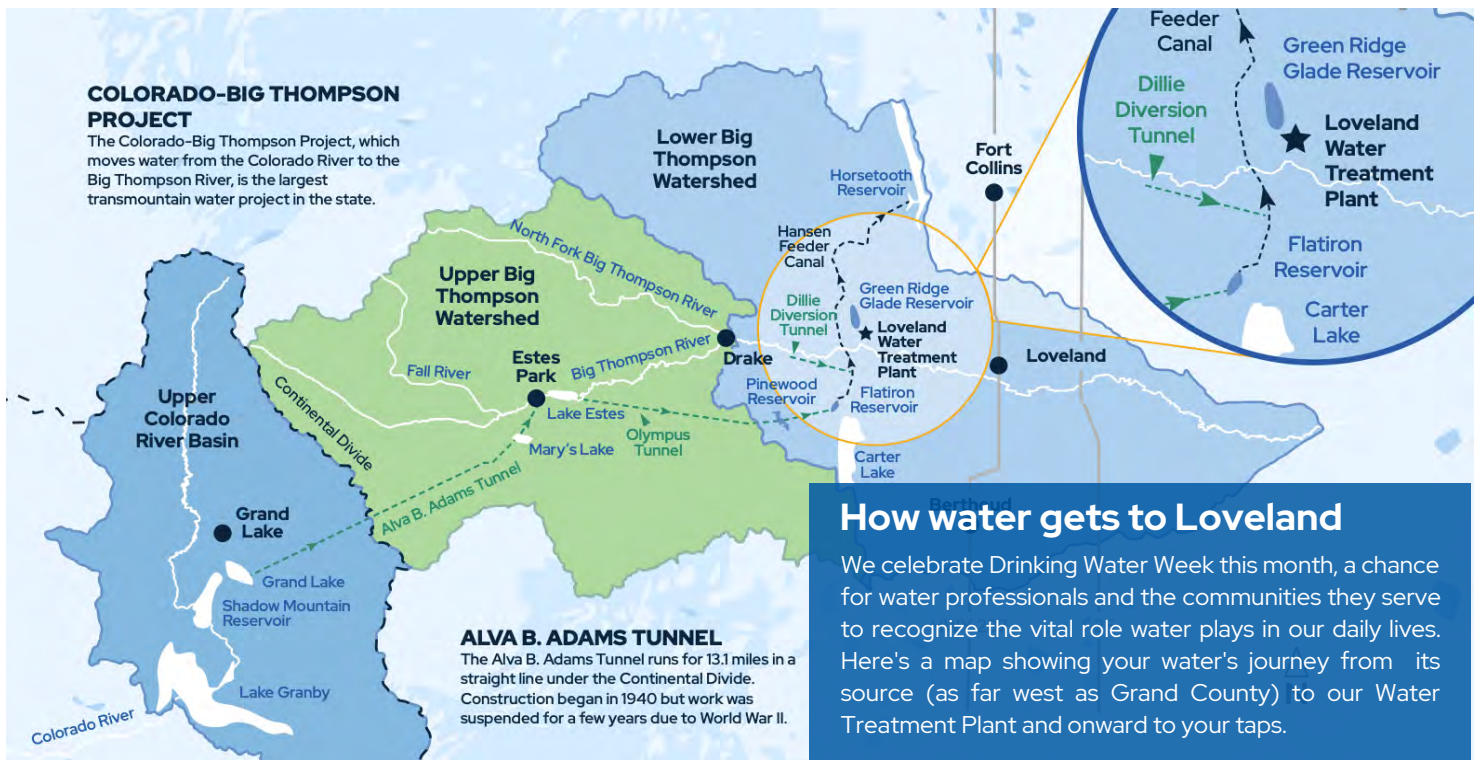 COLORADO-BIG THOMPSON
PROJECT
The Colorado-Big Thompson Project, which
moves water from the Colorado River to the
Big Thompson River, is the largest
transmountain water project in the state.
Lower Big
Thompson
Watershed
Horsetooth
Reservoir
Fort
Collins
Feeder
Canal
Green Ridge
Glade Reservoir
Dillie
Diversion
Tunnel
Loveland
Water
Treatment
Plant
Flatiron
Reservoir
Carter
Lake
North Fork Big Thompson River
Hansen
Feeder
Canal
Upper Big
Thompson
Watershed
Green Ridge
Glade Reservoir
Dillie
Diversion
Tunnel
Loveland
Water
Treatment
Plant
Loveland
Drake
Big Thompson River
Estes
Park
Fall River
Pinewood
Reservoir
Flatiron
Reservoir
Lake Estes
Olympus
Tunnel
Mary's Lake
Carter
Lake
Continental Divide
Upper
Colorado
River Basin
Alva B. Adams Tunnel
Grand
Lake
Grand Lake
Shadow Mountain
Reservoir
Lake Granby
Colorado River
ALVA B. ADAMS TUNNEL
The Alva B. Adams Tunnel runs for 13.1 miles in a
straight line under the Continental Divide.
Construction began in 1940 but work was
suspended for a few years due to World War II.
Berthoud
How water gets to Loveland
We celebrate Drinking Water Week this month, a chance
for water professionals and the communities they serve
to recognize the vital role water plays in our daily lives.
Here's a map showing your water's journey from its
source (as far west as Grand County) to our Water
Treatment Plant and onward to your taps.